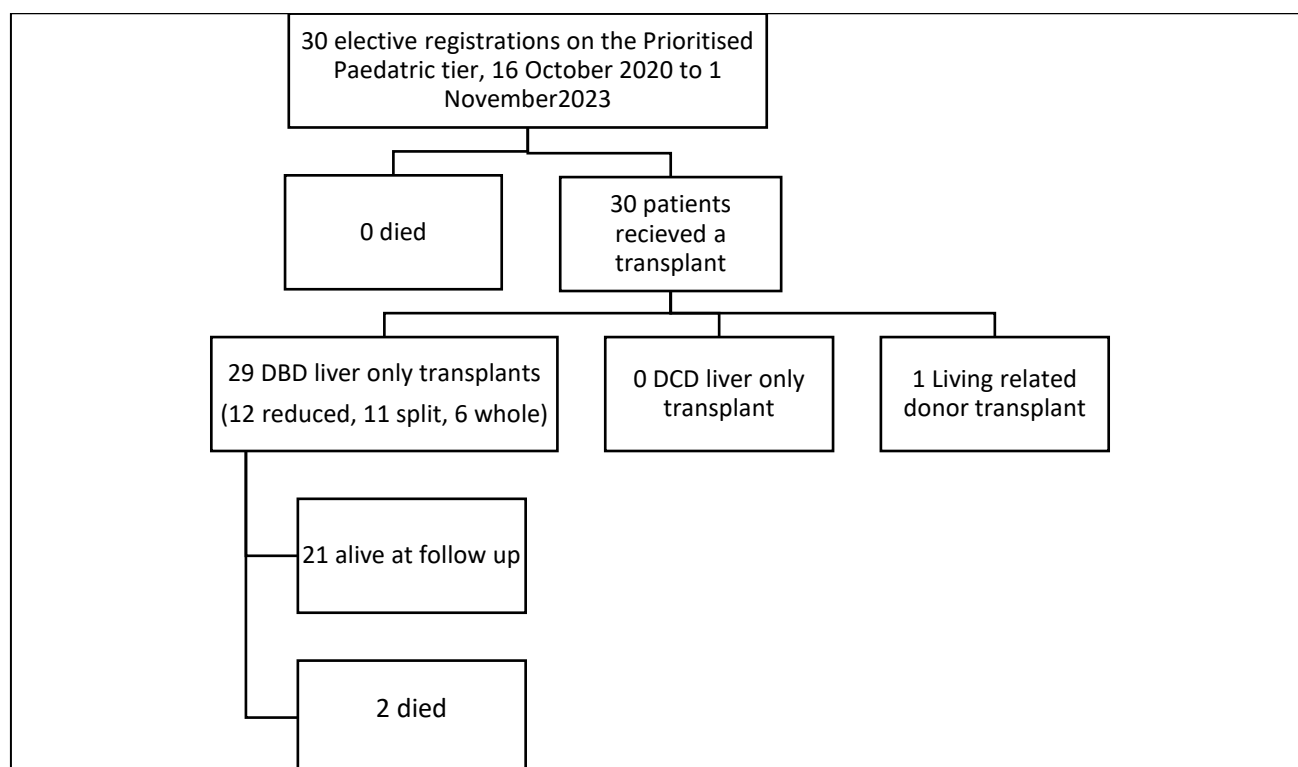 30 elective registrations on the Prioritised
Paedatric tier, 16 October 2020 to 1
November2023
0 died
30 patients
recieved a
transplant
29 DBD liver only transplants
(12 reduced, 11 split, 6 whole)
0 DCD liver only
transplant
1 Living related
donor transplant
21 alive at follow up
2 died